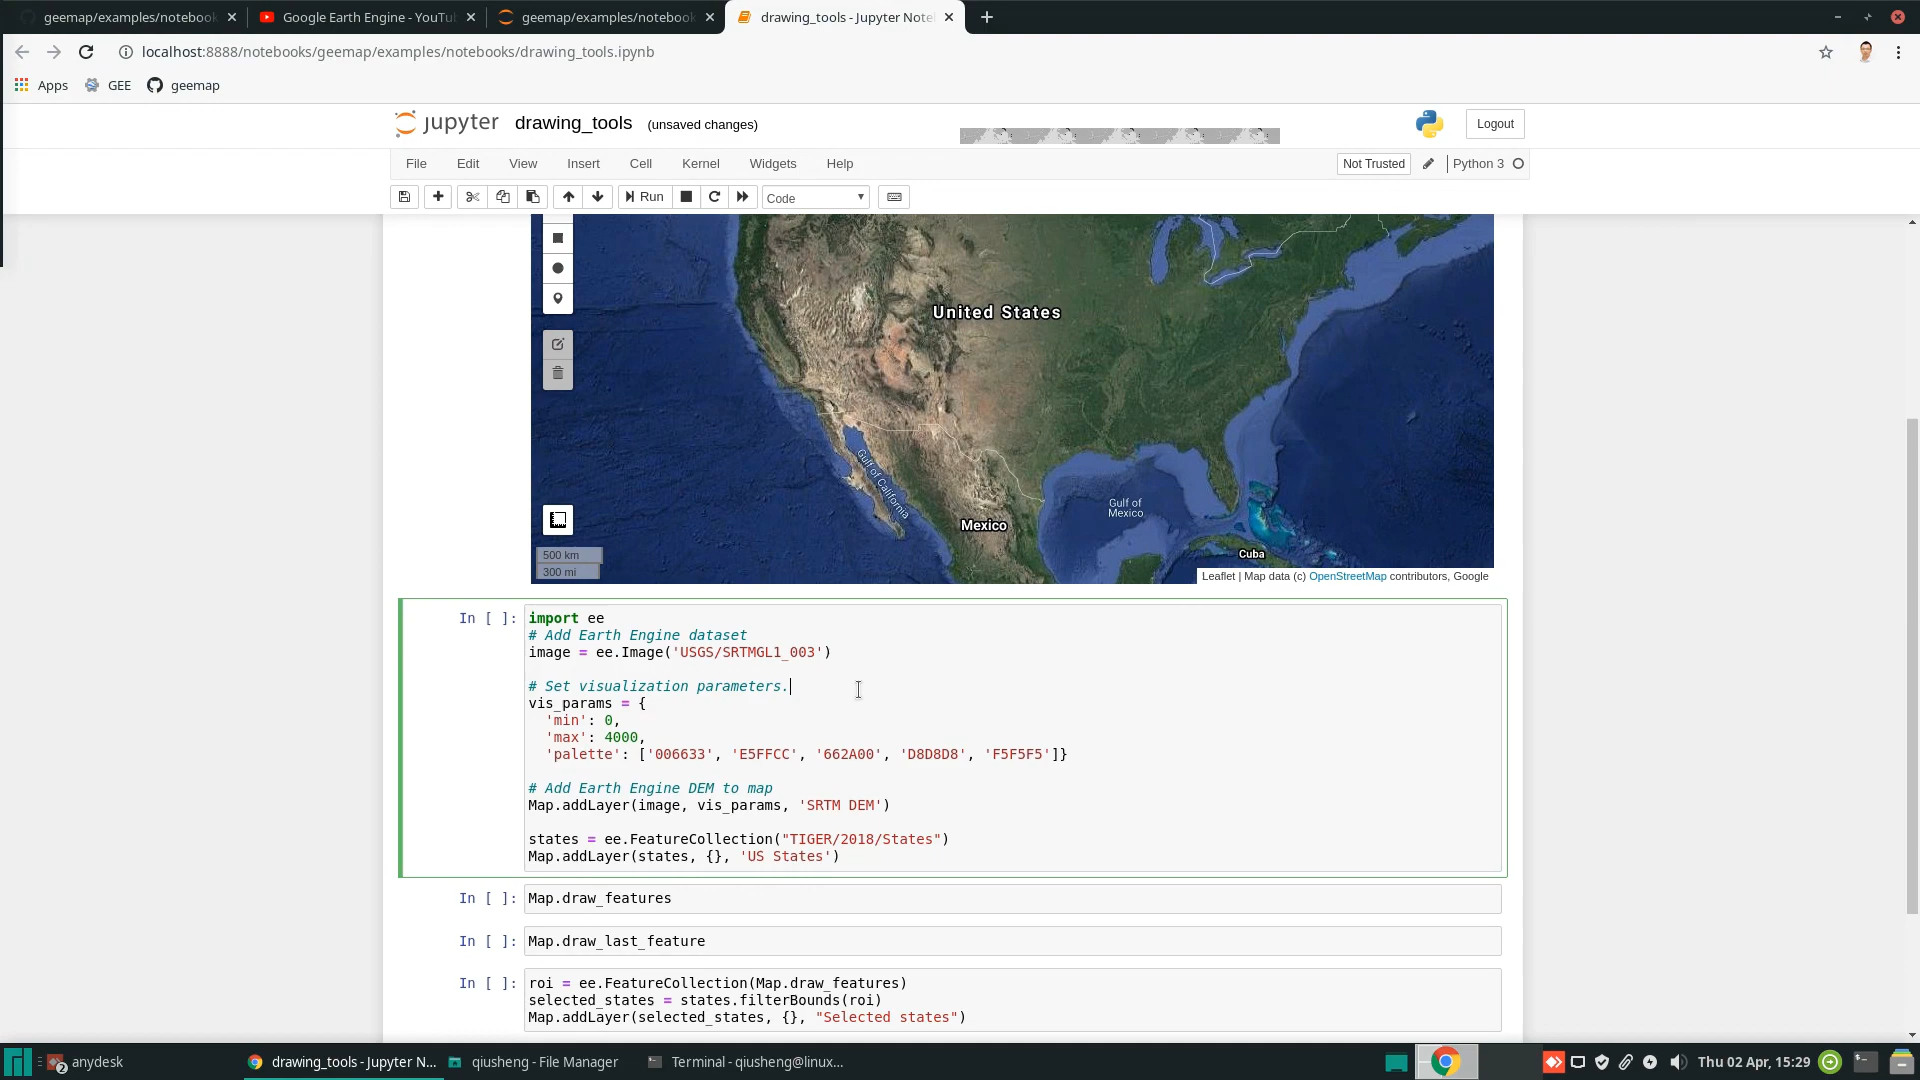 geemap/examples/notebook
Google Earth Engine - YouTu
geemap/examples/notebook
drawing_tools - Jupyter Note
localhost:8888/notebooks/geemap/examples/notebooks/drawing_tools.ipynb
Apps
GEE
geemap
jupyter
drawing_tools
(unsaved changes)
Logout
File
Edit
View
Insert
Cell
Kernel
Widgets
Help
Not Trusted
Python 3
Run
Code
United States
Gulf of California
Gulf of
Mexico
Mexico
Cuba
500 km
300 mi
Leaflet | Map data (c) OpenStreetMap contributors, Google
In [ ]:
import ee
# Add Earth Engine dataset
image = ee.Image('USGS/SRTMGL1_003')
# Set visualization parameters.
vis_params = {
'min': 0,
'max': 4000,
'palette': ['006633', 'E5FFCC', '662A00', 'D8D8D8', 'F5F5F5']}
# Add Earth Engine DEM to map
Map.addLayer(image, vis_params, 'SRTM DEM')
states = ee.FeatureCollection("TIGER/2018/States")
Map.addLayer(states, {}, 'US States')
In [ ]:
Map.draw_features
In [ ]:
Map.draw_last_feature
In [ ]:
roi = ee.FeatureCollection(Map.draw_features)
selected_states = states.filterBounds(roi)
Map.addLayer(selected_states, {}, "Selected states")
2
anydesk
drawing_tools - Jupyter N...
qiusheng - File Manager
Terminal - qiusheng@linux...
Thu 02 Apr, 15:29